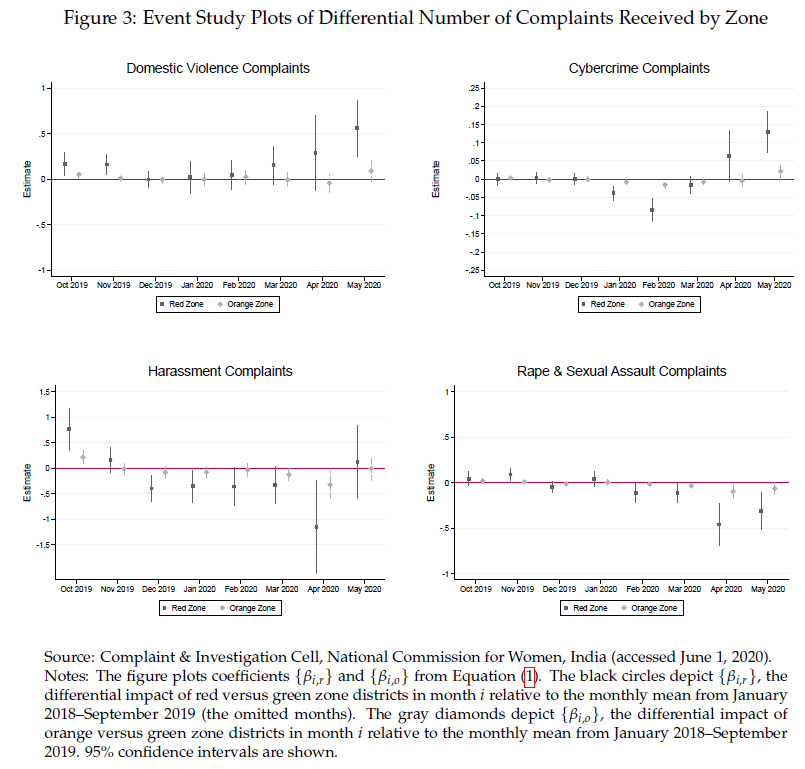 Figure 3: Event Study Plots of Differential Number of Complaints Received by Zone
Domestic Violence Complaints
1
.5
0
-.5
-1
Estimate
Oct 2019 Nov 2019 Dec 2019 Jan 2020 Feb 2020 Mar 2020 Apr 2020 May 2020
Red Zone Orange Zone
Cybercrime Complaints
.25
.2
.15
.1
.05
0
-.05
-.1
-.15
-.2
-.25
Estimate
Oct 2019 Nov 2019 Dec 2019 Jan 2020 Feb 2020 Mar 2020 Apr 2020 May 2020
Red Zone Orange Zone
Harassment Complaints
1.5
1
.5
0
-.5
-1
-1.5
Estimate
Oct 2019 Nov 2019 Dec 2019 Jan 2020 Feb 2020 Mar 2020 Apr 2020 May 2020
Red Zone Orange Zone
Rape & Sexual Assault Complaints
1
.5
0
-.5
-1
Estimate
Oct 2019 Nov 2019 Dec 2019 Jan 2020 Feb 2020 Mar 2020 Apr 2020 May 2020
Red Zone Orange Zone
Source: Complaint & Investigation Cell, National Commission for Women, India (accessed June 1, 2020).
Notes: The figure plots coefficients {βi,r} and {βi,o} from Equation (1). The black circles depict {βi,r}, the
differential impact of red versus green zone districts in month i relative to the monthly mean from January
2018–September 2019 (the omitted months). The gray diamonds depict {βi,o}, the differential impact of
orange versus green zone districts in month i relative to the monthly mean from January 2018–September
2019. 95% confidence intervals are shown.